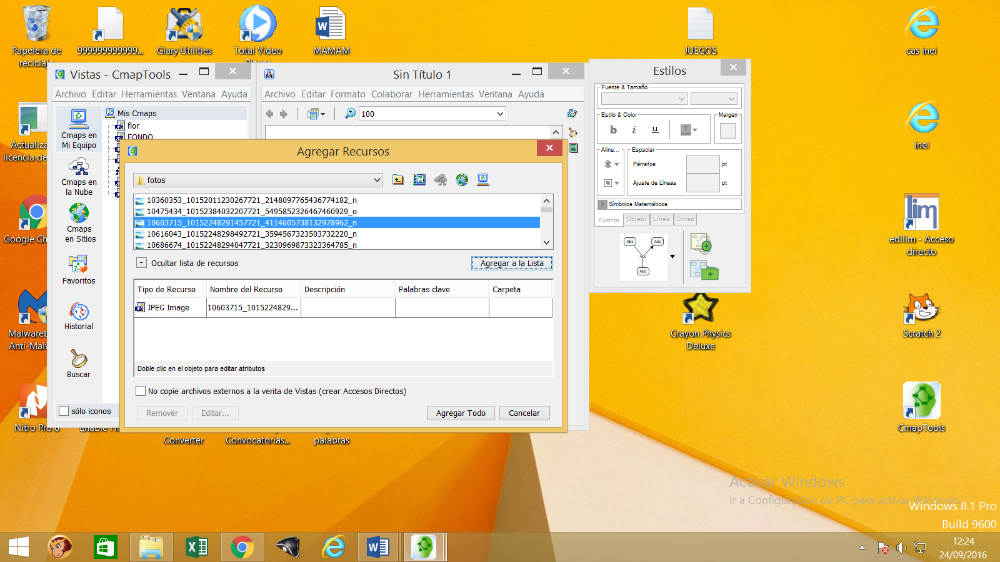 Papelera de
reciclaje
999999999999...
Glary Utilities
Total Video
Player
MAMAM
JUEGOS
cas inei
Vistas - CmapTools
Archivo Editar Herramientas Ventana Ayuda
Cmaps en
Mi Equipo
Cmaps en
la Nube
Cmaps
en Sitios
Favoritos
Historial
Buscar
sólo iconos
Mis Cmaps
flor
FONDO
Sin Título 1
Archivo Editar Formato Colaborar Herramientas Ventana Ayuda
100
Estilos
Fuente & Tamaño
Estilo & Color
Margen
b i u
T
Aline...
Espaciar
Párrafos pt
Ajuste de Líneas pt
Símbolos Matemáticos
Fuente Objeto Línea Cmap
Abc Abc
Abc
Abc
Agregar Recursos
fotos
10360353_10152011230267721_2148097765436774182_n
10475434_10152384032207721_5495852326467460929_o
10603715_10152248291457721_4114605738132978962_n
10616043_10152248298492721_3594567323503732220_n
10686674_10152248294047721_3230969873323364785_n
- Ocultar lista de recursos
Agregar a la Lista
Tipo de Recurso Nombre del Recurso Descripción Palabras clave Carpeta
JPG JPEG Image 10603715_1015224829...
Doble clic en el objeto para editar atributos
No copie archivos externos a la venta de Vistas (crear Accesos Directos)
Remover Editar... Agregar Todo Cancelar
Actualiza
licencia de
Google Ch
Malwareb
Anti-Malw
Nitro Pro 8
Converter
Convocatorias...
palabras
inei
lim
edilim - Acceso
directo
Crayon Physics
Deluxe
Scratch 2
CmapTools
Activar Windows
Ir a Configuración de PC para activar Windows.
Windows 8.1 Pro
Build 9600
12:24
24/09/2016